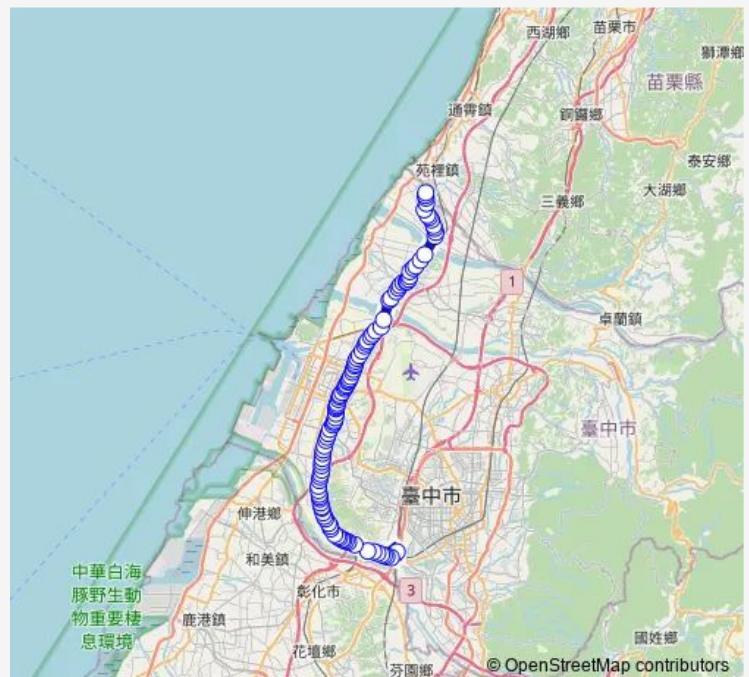 西湖鄉
苗栗市
獅潭鄉
苗栗縣
通霄鎮
銅鑼鄉
泰安鄉
苑裡鎮
大湖鄉
三義鄉
1
卓蘭鎮
臺中市
臺中市
伸港鄉
和美鎮
中華白海
豚野生動
物重要棲
息環境
彰化市
3
鹿港鎮
國姓鄉
花壇鄉
芬園鄉
© OpenStreetMap contributors